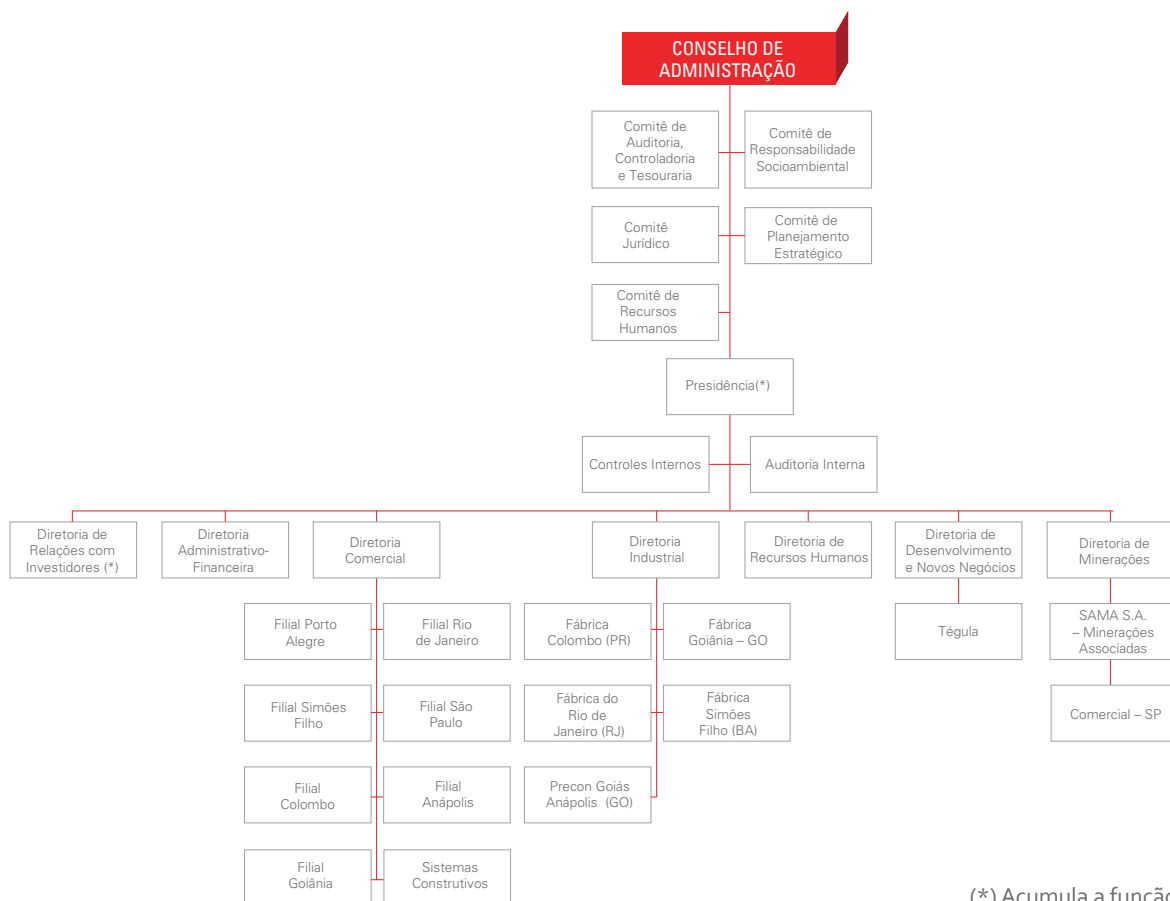 CONSELHO DE
ADMINISTRAÇÃO
Comitê de
Auditoria,
Controladoria
e Tesouraria
Comitê de
Responsabilidade
Socioambiental
Comitê
Jurídico
Comitê de
Planejamento
Estratégico
Comitê de
Recursos
Humanos
Presidência(*)
Controles Internos
Auditoria Interna
Diretoria de
Relações com
Investidores (*)
Diretoria
Administrativo-
Financeira
Diretoria
Comercial
Diretoria
Industrial
Diretoria de
Recursos Humanos
Diretoria de
Desenvolvimento
e Novos Negócios
Diretoria de
Minerações
Filial Porto
Alegre
Filial Rio
de Janeiro
Fábrica
Colombo (PR)
Fábrica
Goiânia – GO
Tégula
SAMA S.A.
– Minerações
Associadas
Filial Simões
Filho
Filial São
Paulo
Fábrica do
Rio de
Janeiro (RJ)
Fábrica
Simões
Filho (BA)
Comercial – SP
Filial
Colombo
Filial
Anápolis
Precon Goiás
Anápolis (GO)
Filial
Goiânia
Sistemas
Construtivos
(*) Acumula a função